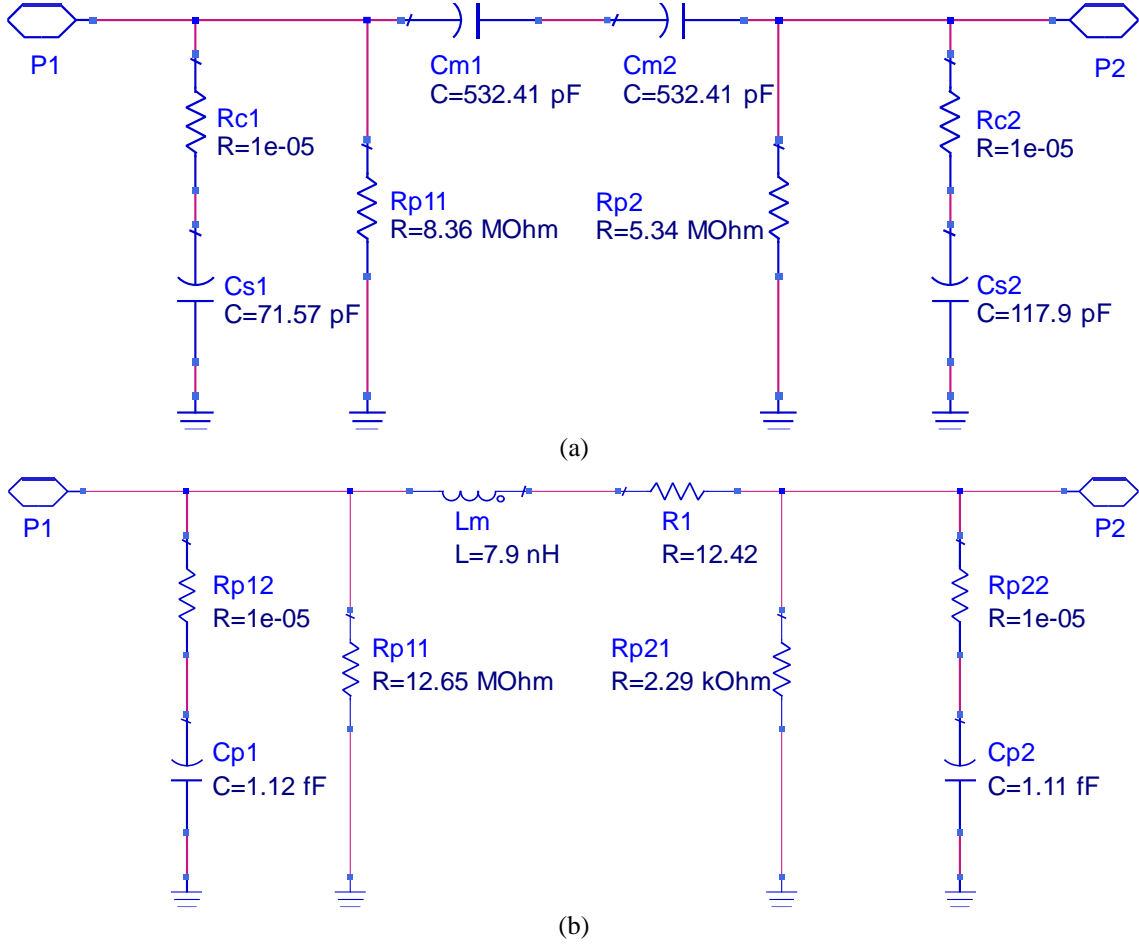 P1
P2
Cm1
C=532.41 pF
Cm2
C=532.41 pF
Rc1
R=1e-05
Rc2
R=1e-05
Rp11
R=8.36 MOhm
Rp2
R=5.34 MOhm
Cs1
C=71.57 pF
Cs2
C=117.9 pF
(a)
P1
P2
Lm
L=7.9 nH
R1
R=12.42
Rp12
R=1e-05
Rp22
R=1e-05
Rp11
R=12.65 MOhm
Rp21
R=2.29 kOhm
Cp1
C=1.12 fF
Cp2
C=1.11 fF
(b)